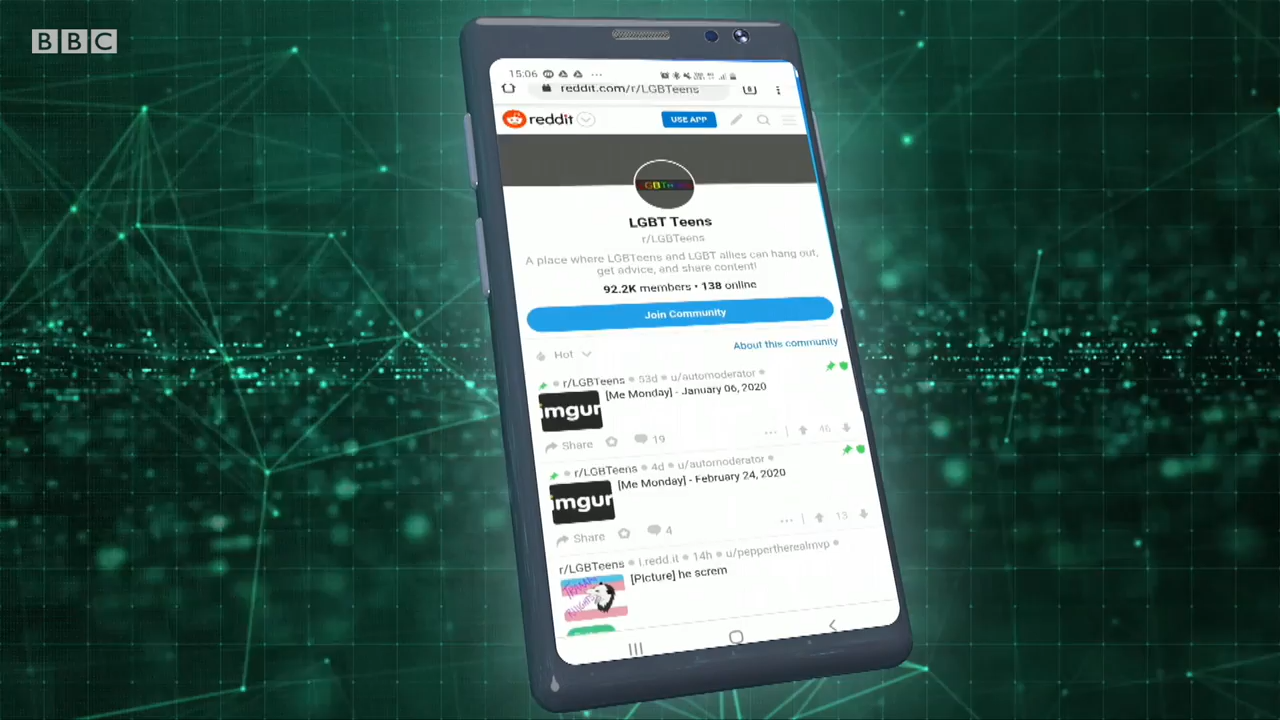 BBC
15:06
reddit.com/r/LGBTeens
reddit
USE APP
LGBT Teens
r/LGBTeens
A place where LGBTeens and LGBT allies can hang out,
get advice, and share content!
92.2K members • 138 online
Join Community
Hot
About this community
r/LGBTeens • 53d • u/automoderator •
imgur
[Me Monday] - January 06, 2020
Share 19 ... 46
r/LGBTeens • 4d • u/automoderator •
imgur
[Me Monday] - February 24, 2020
Share 4 ... 13
r/LGBTeens • i.redd.it • 14h • u/peppertherealmvp •
[Picture] he screm